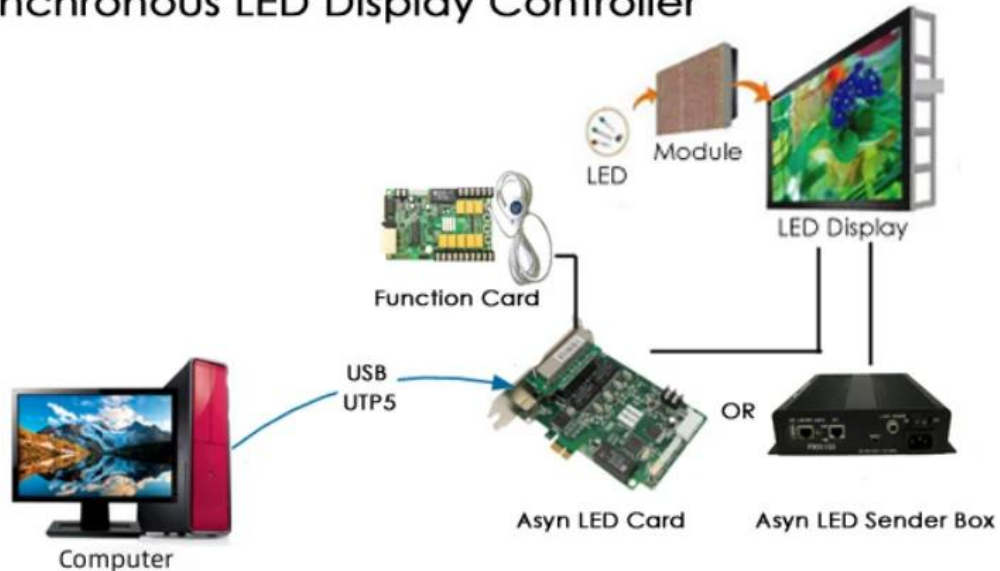 nchronous LED Display Controller
LED
Module
LED Display
Function Card
USB
UTP5
OR
Asyn LED Card
Asyn LED Sender Box
Computer